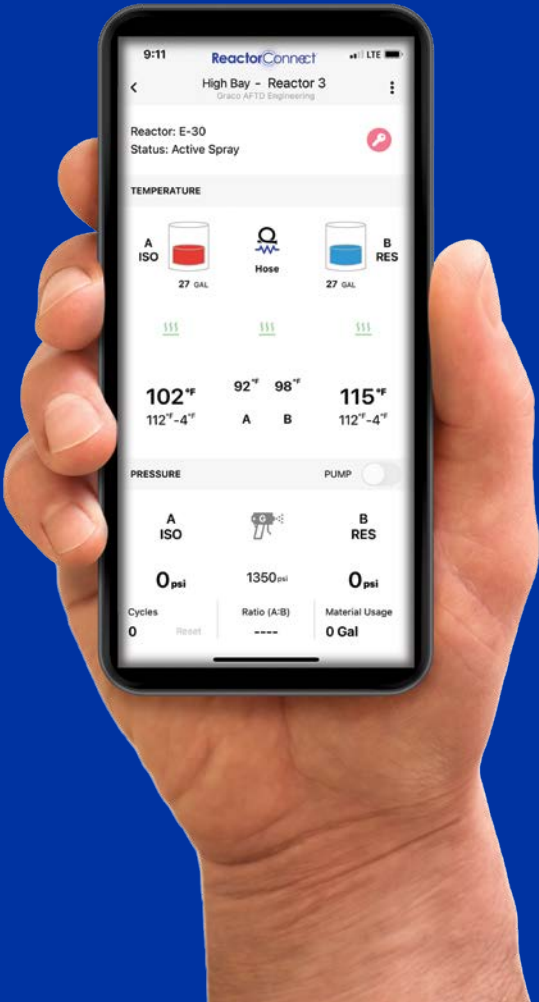 9:11
LTE
ReactorConnect
High Bay - Reactor 3
Graco AFTD Engineering
Reactor: E-30
Status: Active Spray
TEMPERATURE
A
ISO
27 GAL
Hose
B
RES
27 GAL
102°F
112°F-4°F
92°F 98°F
A B
115°F
112°F-4°F
PRESSURE
PUMP
A
ISO
G
B
RES
0psi
1350psi
0psi
Cycles
0 Reset
Ratio (A:B)
----
Material Usage
0 Gal